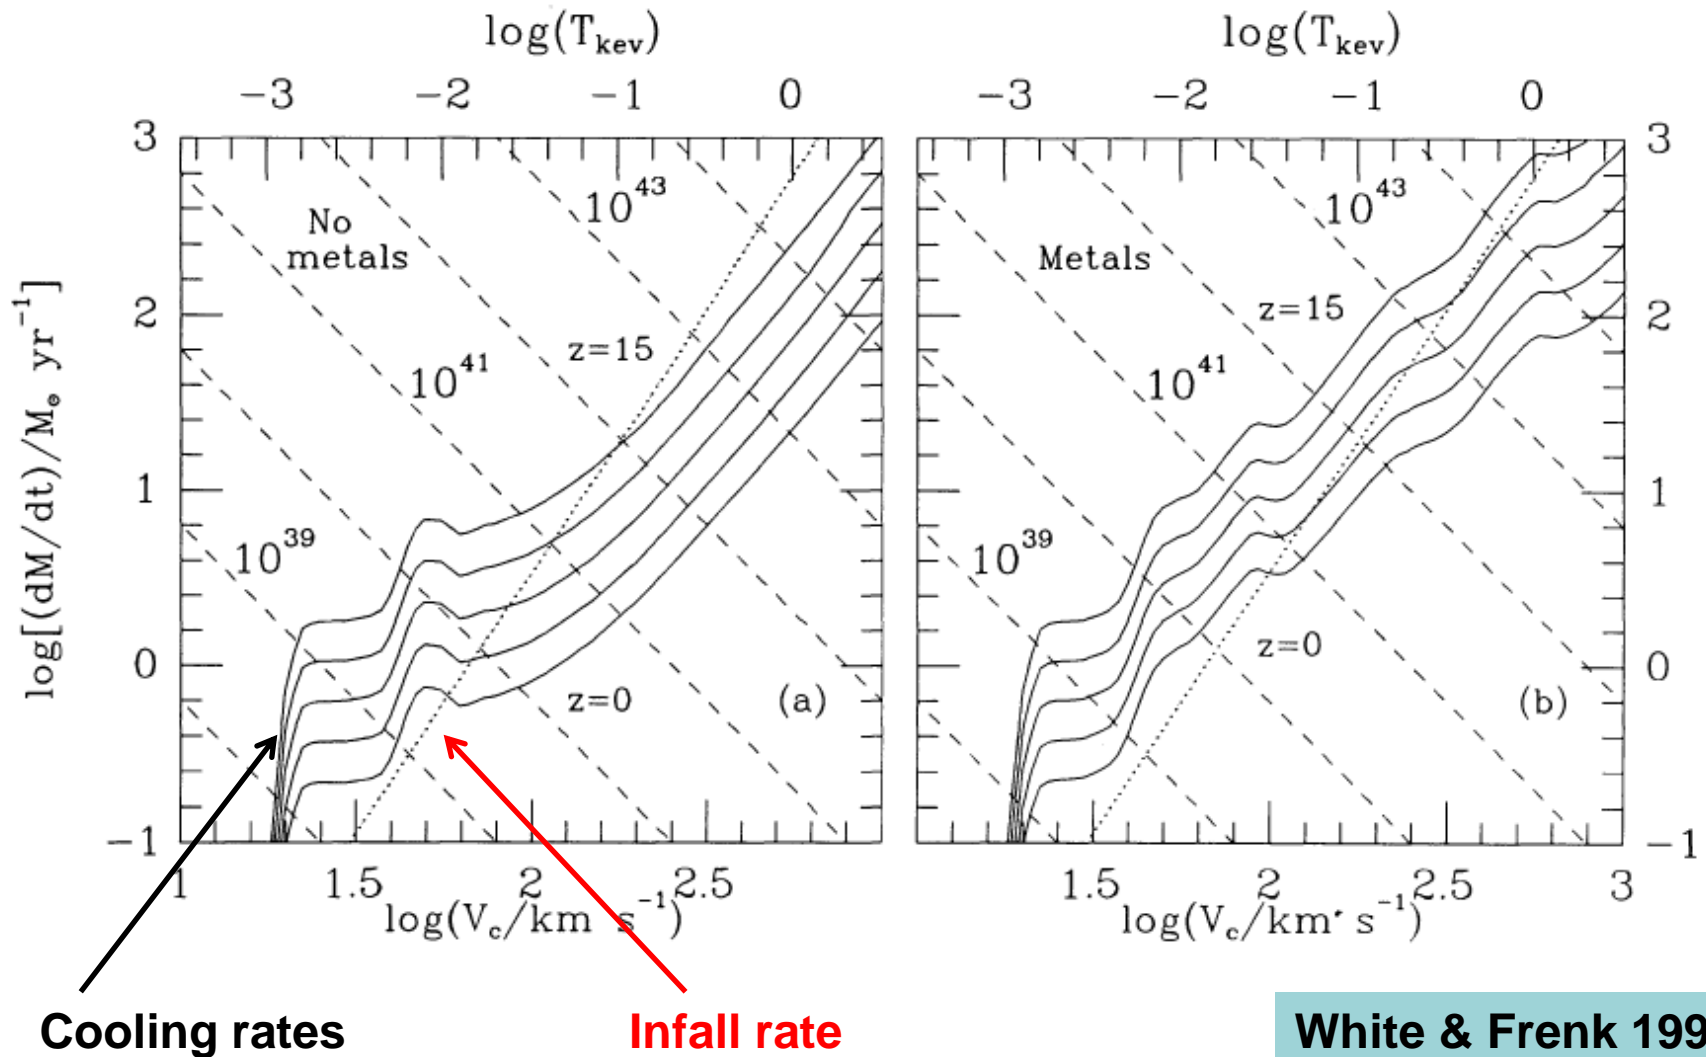 log(T_kev)
log(T_kev)
−3 −2 −1 0
−3 −2 −1 0
3
2
1
0
−1
log[(dM/dt)/M_⊙ yr^−1]
No
metals
10^43
10^41
10^39
z=15
z=0
(a)
Metals
10^43
10^41
10^39
z=15
z=0
(b)
3
2
1
0
−1
1 1.5 2 2.5
1.5 2 2.5 3
log(V_c/km s^−1)
log(V_c/km s^−1)
Cooling rates
Infall rate
White & Frenk 199